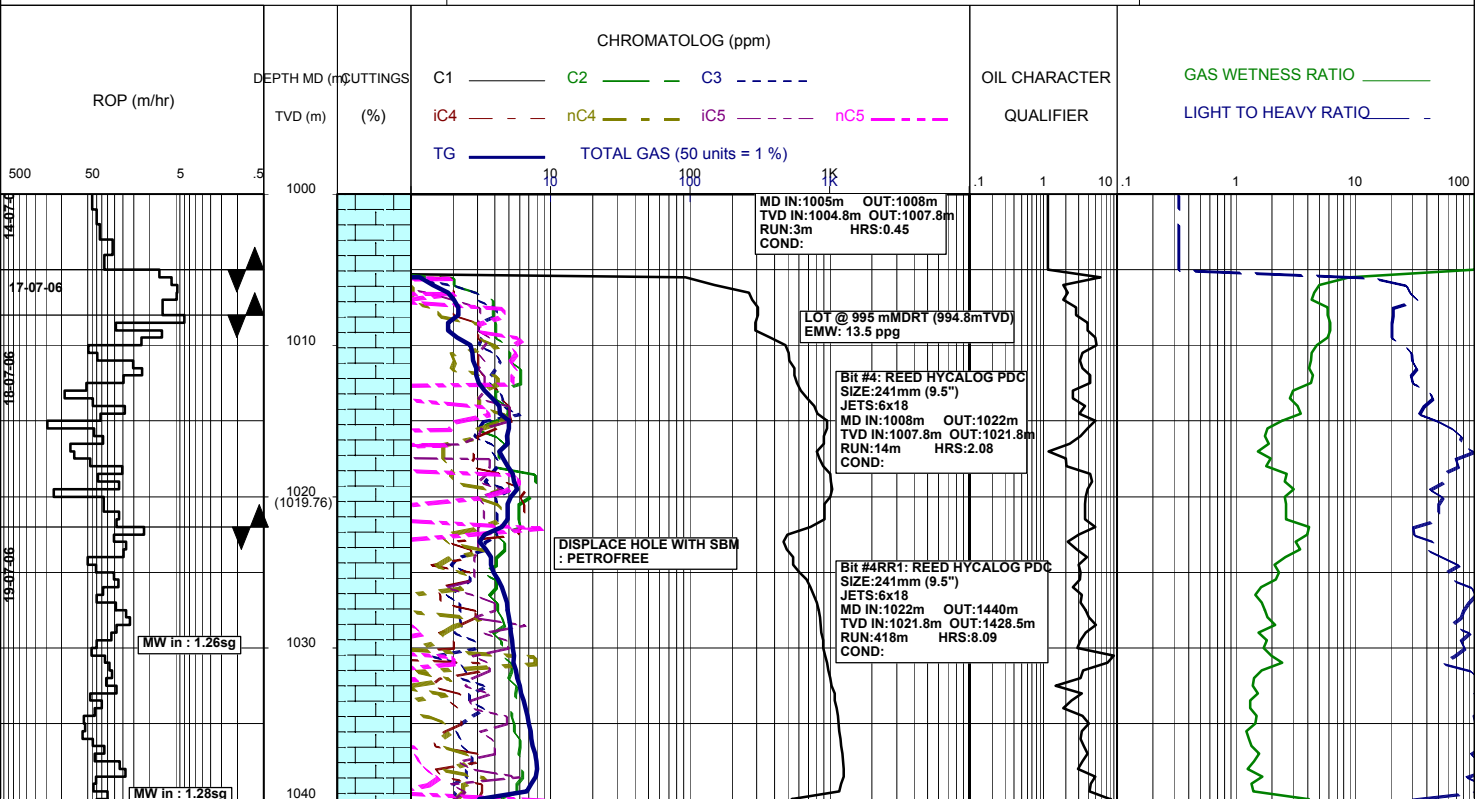 CHROMATOLOG (ppm)
DEPTH MD (m)
CUTTINGS
C1
C2
C3
OIL CHARACTER
GAS WETNESS RATIO
ROP (m/hr)
TVD (m)
(%)
iC4
nC4
iC5
nC5
QUALIFIER
LIGHT TO HEAVY RATIO
TG
TOTAL GAS (50 units = 1 %)
500 50 5 .5
10 100 1K
10 100 1K
.1 1 10
.1 1 10 100
1000
14-07-0
MD IN:1005m OUT:1008m
TVD IN:1004.8m OUT:1007.8m
RUN:3m HRS:0.45
COND:
17-07-06
LOT @ 995 mMDRT (994.8mTVD)
EMW: 13.5 ppg
1010
18-07-06
Bit #4: REED HYCALOG PDC
SIZE:241mm (9.5")
JETS:6x18
MD IN:1008m OUT:1022m
TVD IN:1007.8m OUT:1021.8m
RUN:14m HRS:2.08
COND:
1020
(1019.76)
DISPLACE HOLE WITH SBM
: PETROFREE
19-07-06
Bit #4RR1: REED HYCALOG PDC
SIZE:241mm (9.5")
JETS:6x18
MD IN:1022m OUT:1440m
TVD IN:1021.8m OUT:1428.5m
RUN:418m HRS:8.09
COND:
MW in : 1.26sg
1030
MW in : 1.28sg
1040